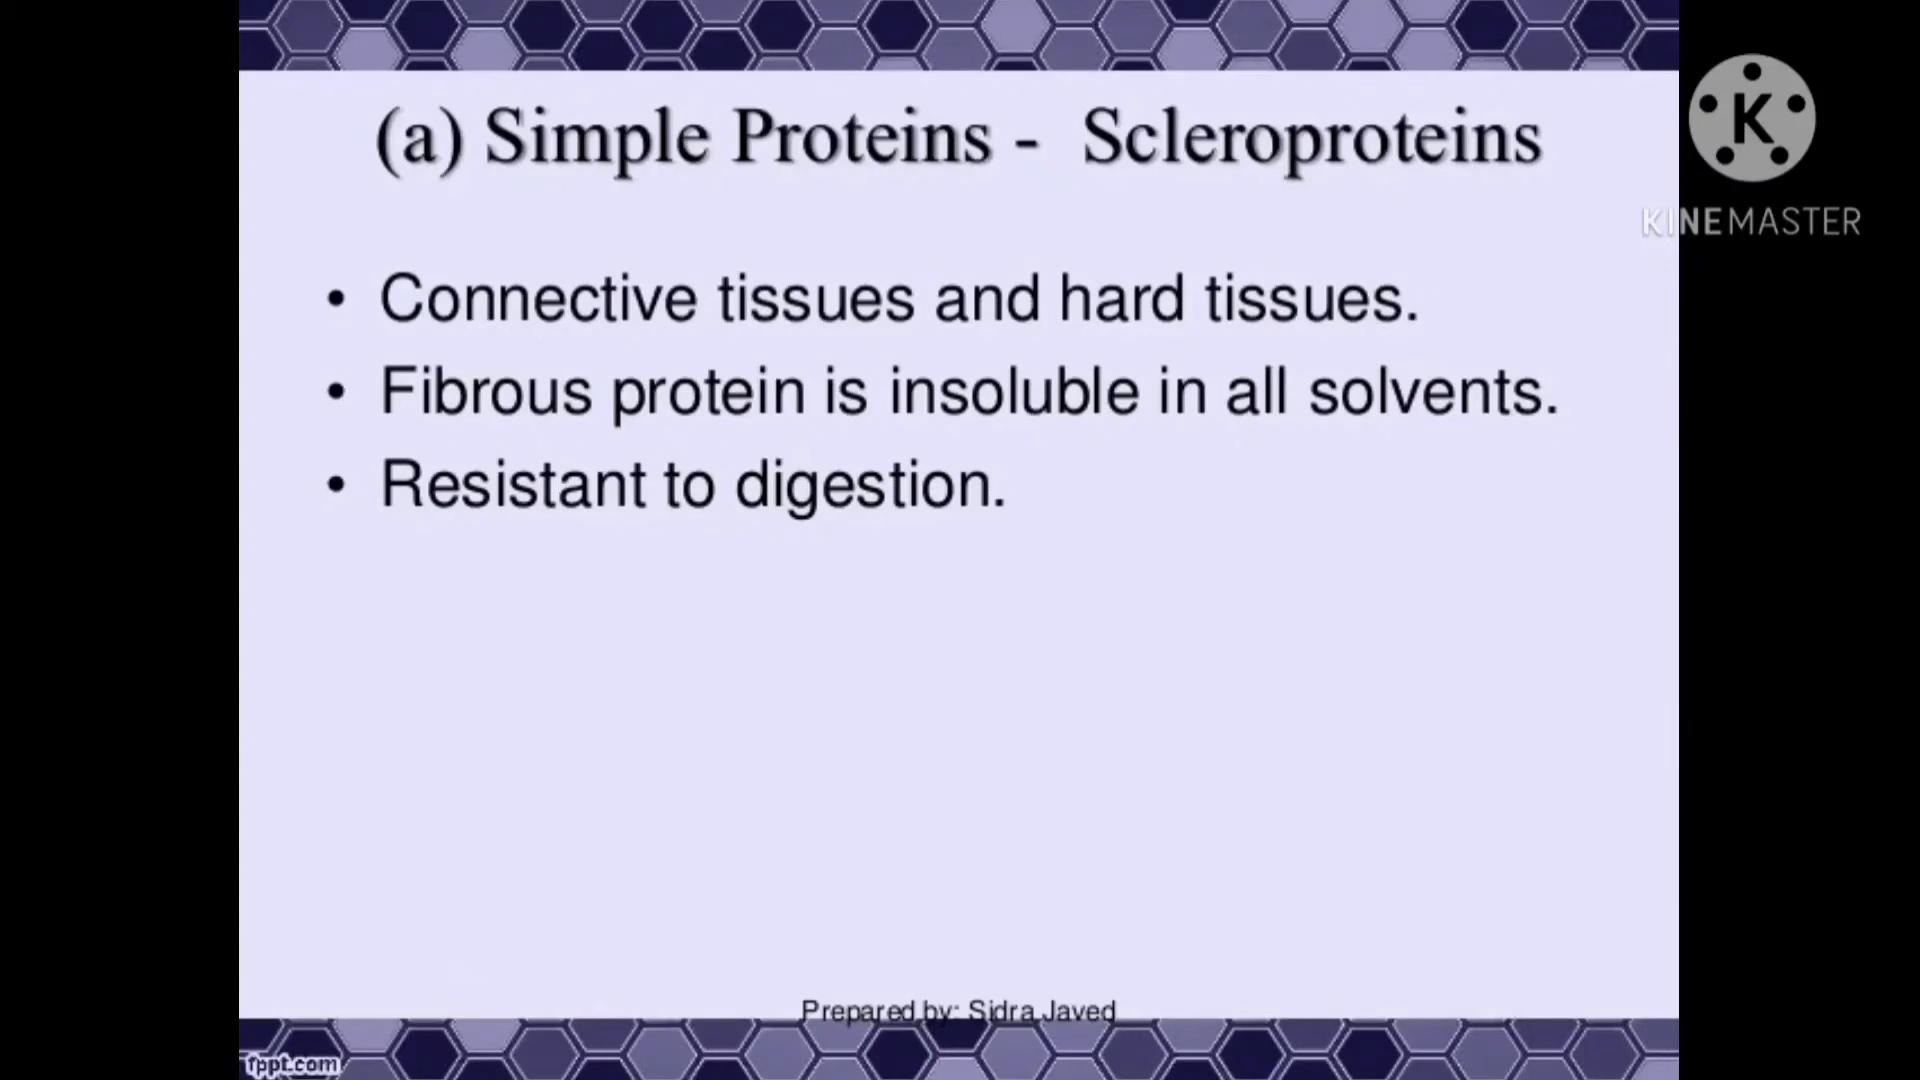 (a) Simple Proteins - Scleroproteins
K
KINEMASTER
• Connective tissues and hard tissues.
• Fibrous protein is insoluble in all solvents.
• Resistant to digestion.
Prepared by: Sidra Javed
fppt.com